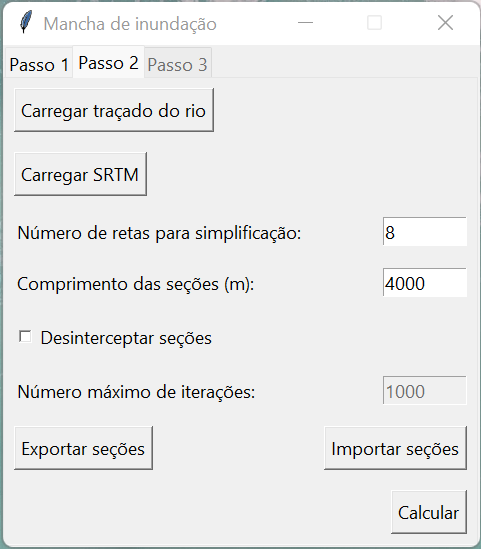 Mancha de inundação
Passo 1 Passo 2 Passo 3
Carregar traçado do rio
Carregar SRTM
Número de retas para simplificação: 8
Comprimento das seções (m): 4000
Desinterceptar seções
Número máximo de iterações: 1000
Exportar seções Importar seções
Calcular